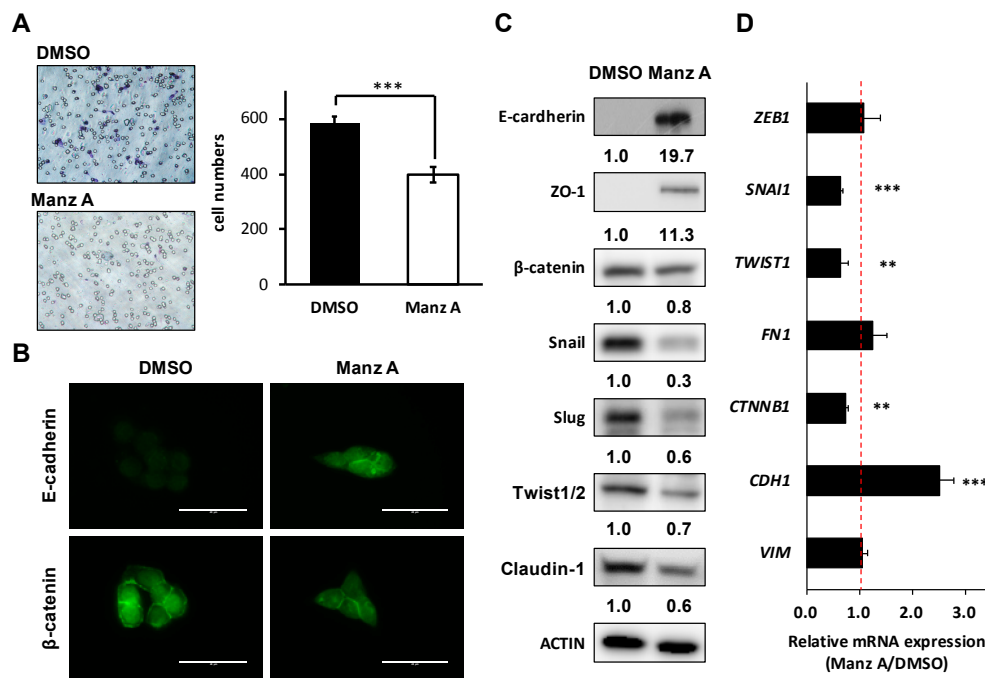 A
DMSO
Manz A
***
cell numbers
600
400
200
0
DMSO
Manz A
B
DMSO
Manz A
E-cadherin
β-catenin
C
DMSO Manz A
E-cardherin
1.0 19.7
ZO-1
1.0 11.3
β-catenin
1.0 0.8
Snail
1.0 0.3
Slug
1.0 0.6
Twist1/2
1.0 0.7
Claudin-1
1.0 0.6
ACTIN
D
ZEB1
SNAI1 ***
TWIST1 **
FN1
CTNNB1 **
CDH1 ***
VIM
0.0 1.0 2.0 3.0
Relative mRNA expression
(Manz A/DMSO)